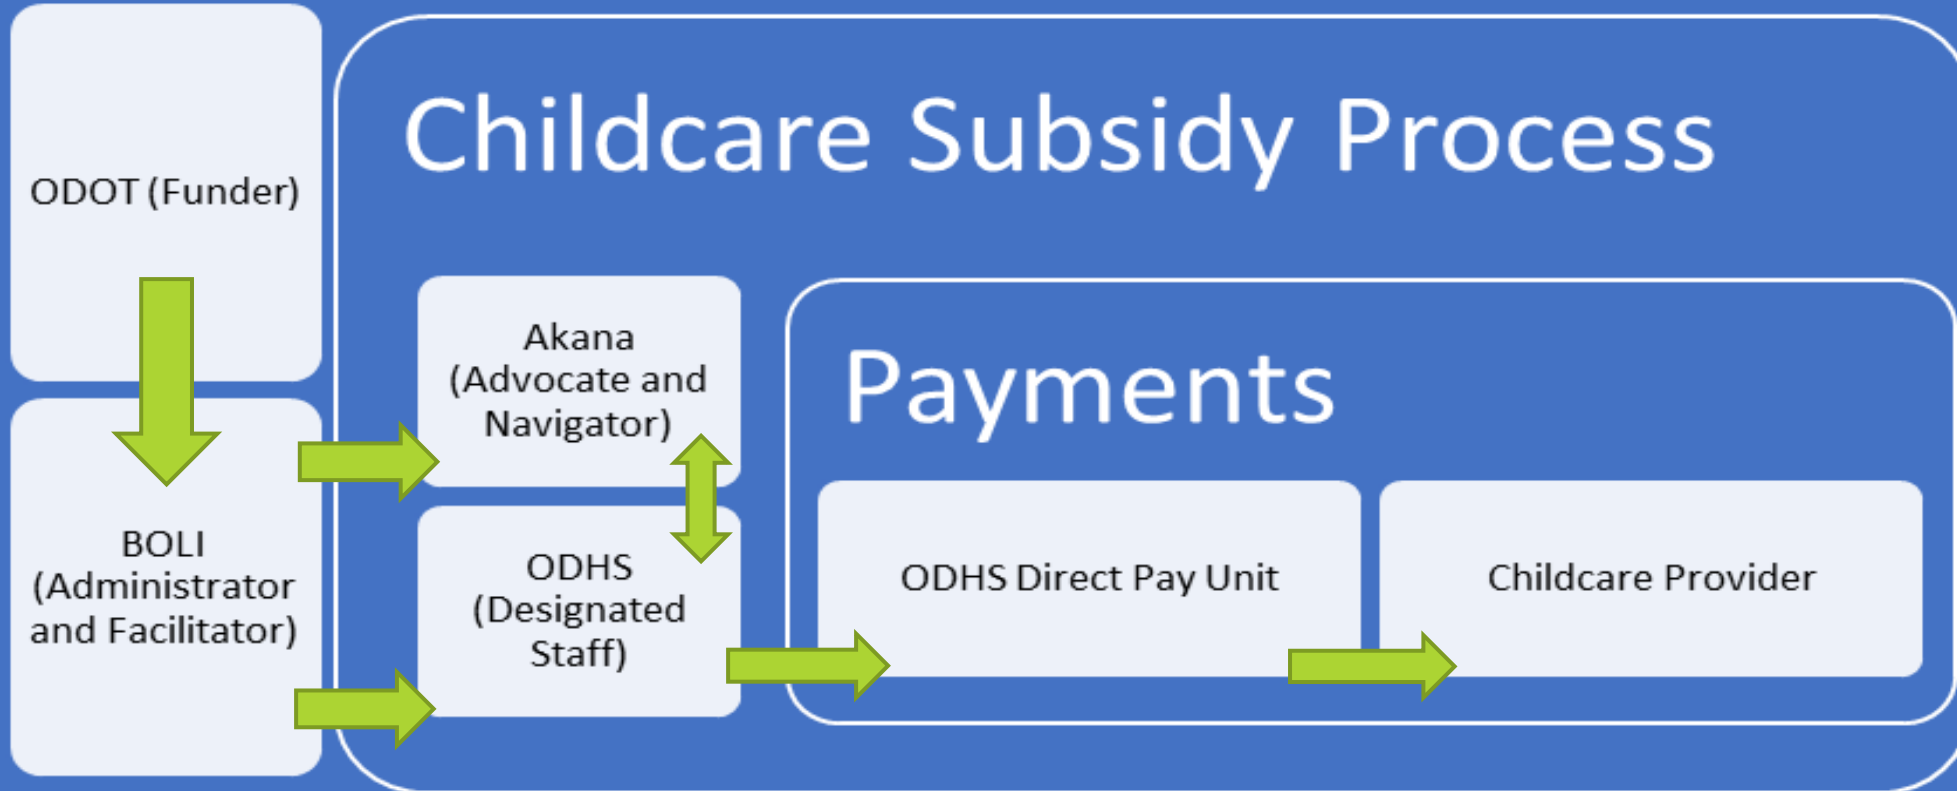 ODOT (Funder)
BOLI
(Administrator
and Facilitator)
Childcare Subsidy Process
Akana
(Advocate and
Navigator)
ODHS
(Designated
Staff)
Payments
ODHS Direct Pay Unit
Childcare Provider